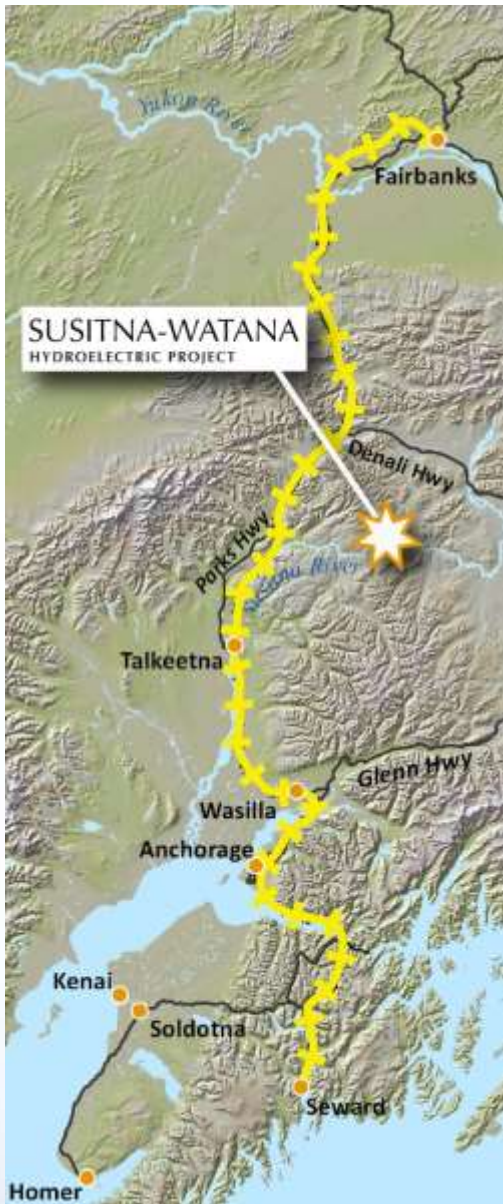 Yukon River
Fairbanks
SUSITNA-WATANA
HYDROELECTRIC PROJECT
Denali Hwy
Parks Hwy
River
Talkeetna
Glenn Hwy
Wasilla
Anchorage
Kenai
Soldotna
Seward
Homer